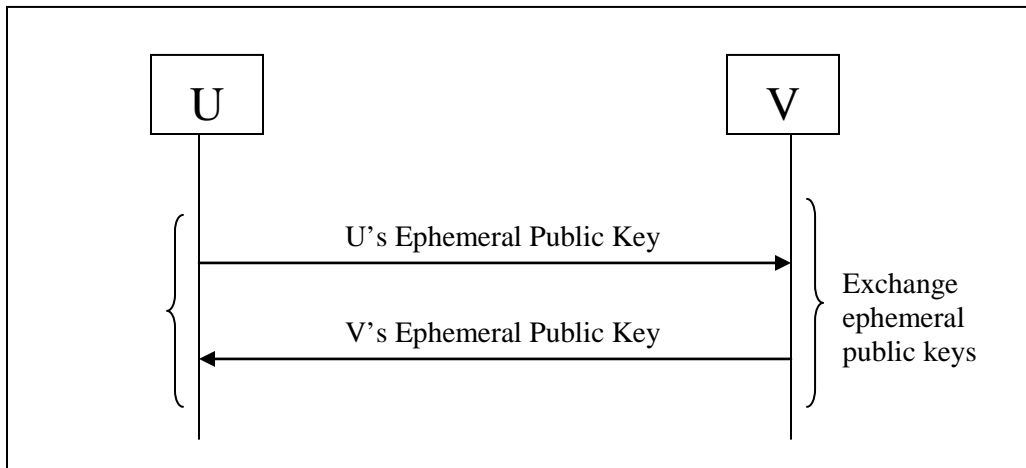 U
V
U’s Ephemeral Public Key
V’s Ephemeral Public Key
Exchange
ephemeral
public keys